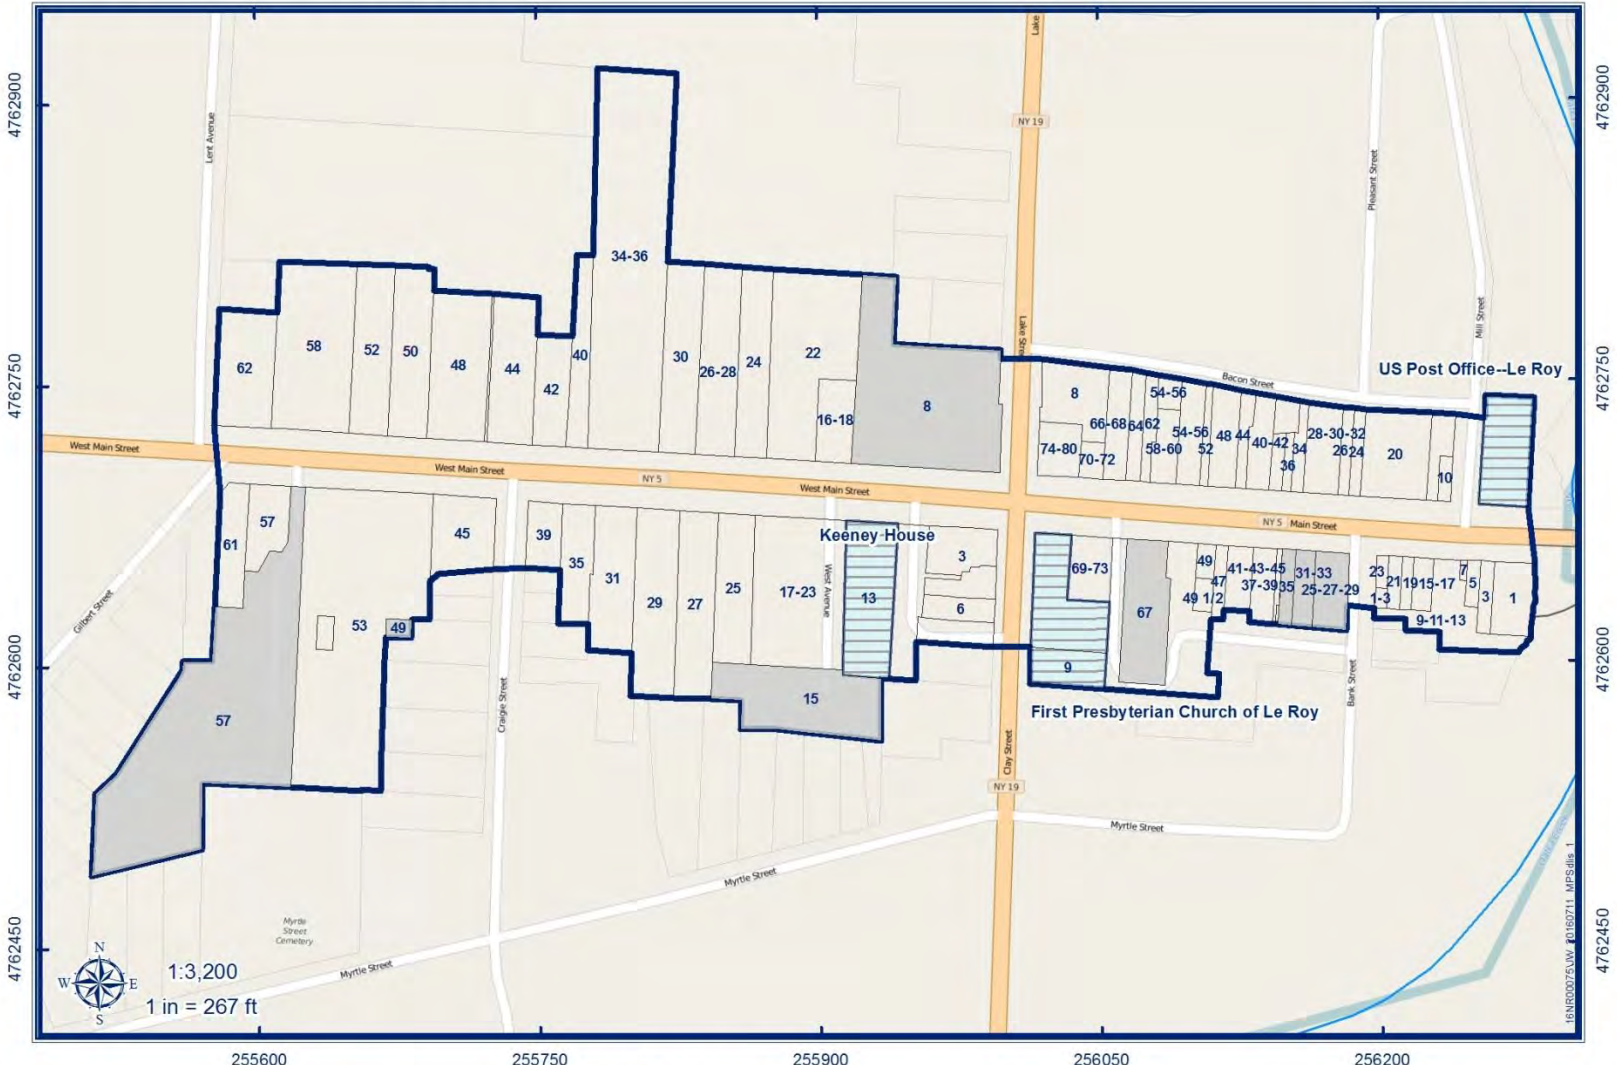 4762900
4762900
Lake
NY 19
Lent Avenue
Pleasant Street
34-36
Mill Street
Lake Street
4762750
4762750
US Post Office--Le Roy
Bacon Street
62
58
52
50
48
44
42
40
30
26-28
24
22
16-18
8
8
74-80
66-68
70-72
64
62
54-56
58-60
54-56
52
48
44
40-42
36
34
28-30-32
26
24
20
10
West Main Street
West Main Street
NY 5
West Main Street
NY 5
Main Street
61
57
45
39
35
31
29
27
25
17-23
Keeney House
13
3
6
69-73
67
49
47
49 1/2
41-43-45
37-39
35
31-33
25-27-29
23
1-3
21
19
15-17
7
5
3
1
9-11-13
West Avenue
Gilbert Street
53
49
57
15
9
4762600
4762600
Craigie Street
Bank Street
First Presbyterian Church of Le Roy
Clay Street
NY 19
Myrtle Street
Myrtle Street
Myrtle Street
Myrtle
Street
Cemetery
4762450
4762450
N
W
E
S
1:3,200
1 in = 267 ft
255600
255750
255900
256050
256200